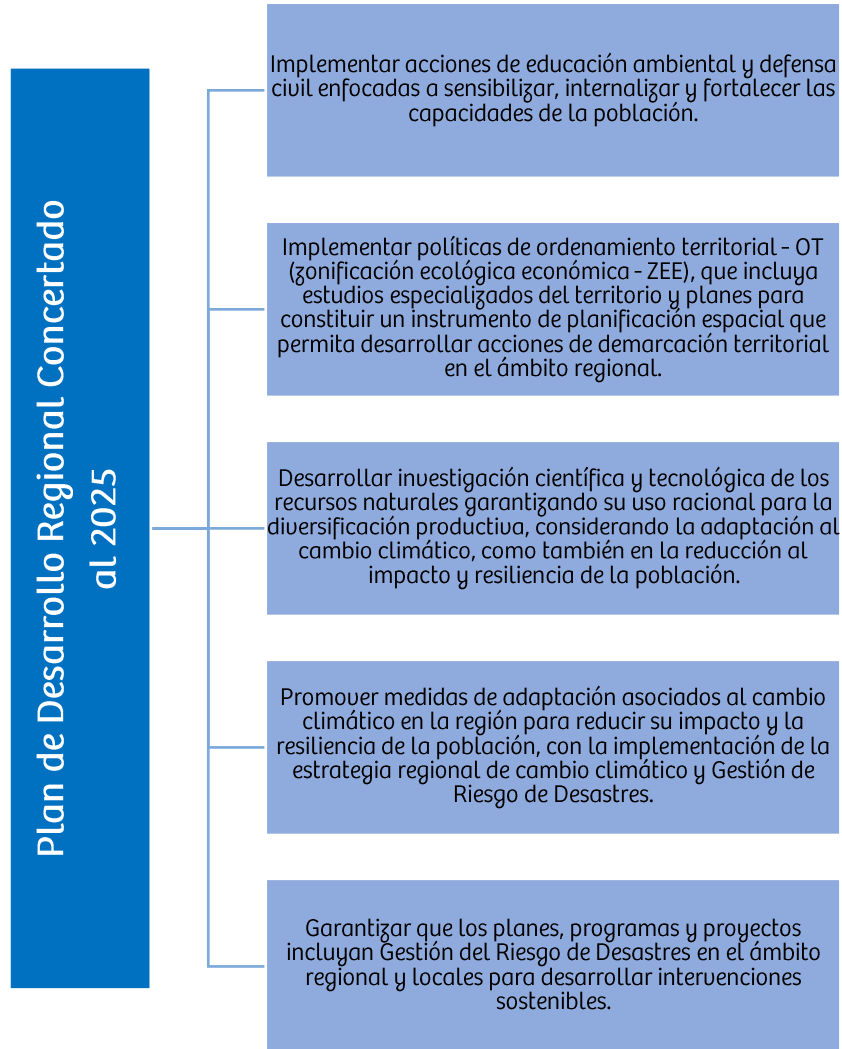 Plan de Desarrollo Regional Concertado
al 2025
Implementar acciones de educación ambiental y defensa
civil enfocadas a sensibilizar, internalizar y fortalecer las
capacidades de la población.
Implementar políticas de ordenamiento territorial - OT
(zonificación ecológica económica - ZEE), que incluya
estudios especializados del territorio y planes para
constituir un instrumento de planificación espacial que
permita desarrollar acciones de demarcación territorial
en el ámbito regional.
Desarrollar investigación científica y tecnológica de los
recursos naturales garantizando su uso racional para la
diversificación productiva, considerando la adaptación al
cambio climático, como también en la reducción al
impacto y resiliencia de la población.
Promover medidas de adaptación asociados al cambio
climático en la región para reducir su impacto y la
resiliencia de la población, con la implementación de la
estrategia regional de cambio climático y Gestión de
Riesgo de Desastres.
Garantizar que los planes, programas y proyectos
incluyan Gestión del Riesgo de Desastres en el ámbito
regional y locales para desarrollar intervenciones
sostenibles.